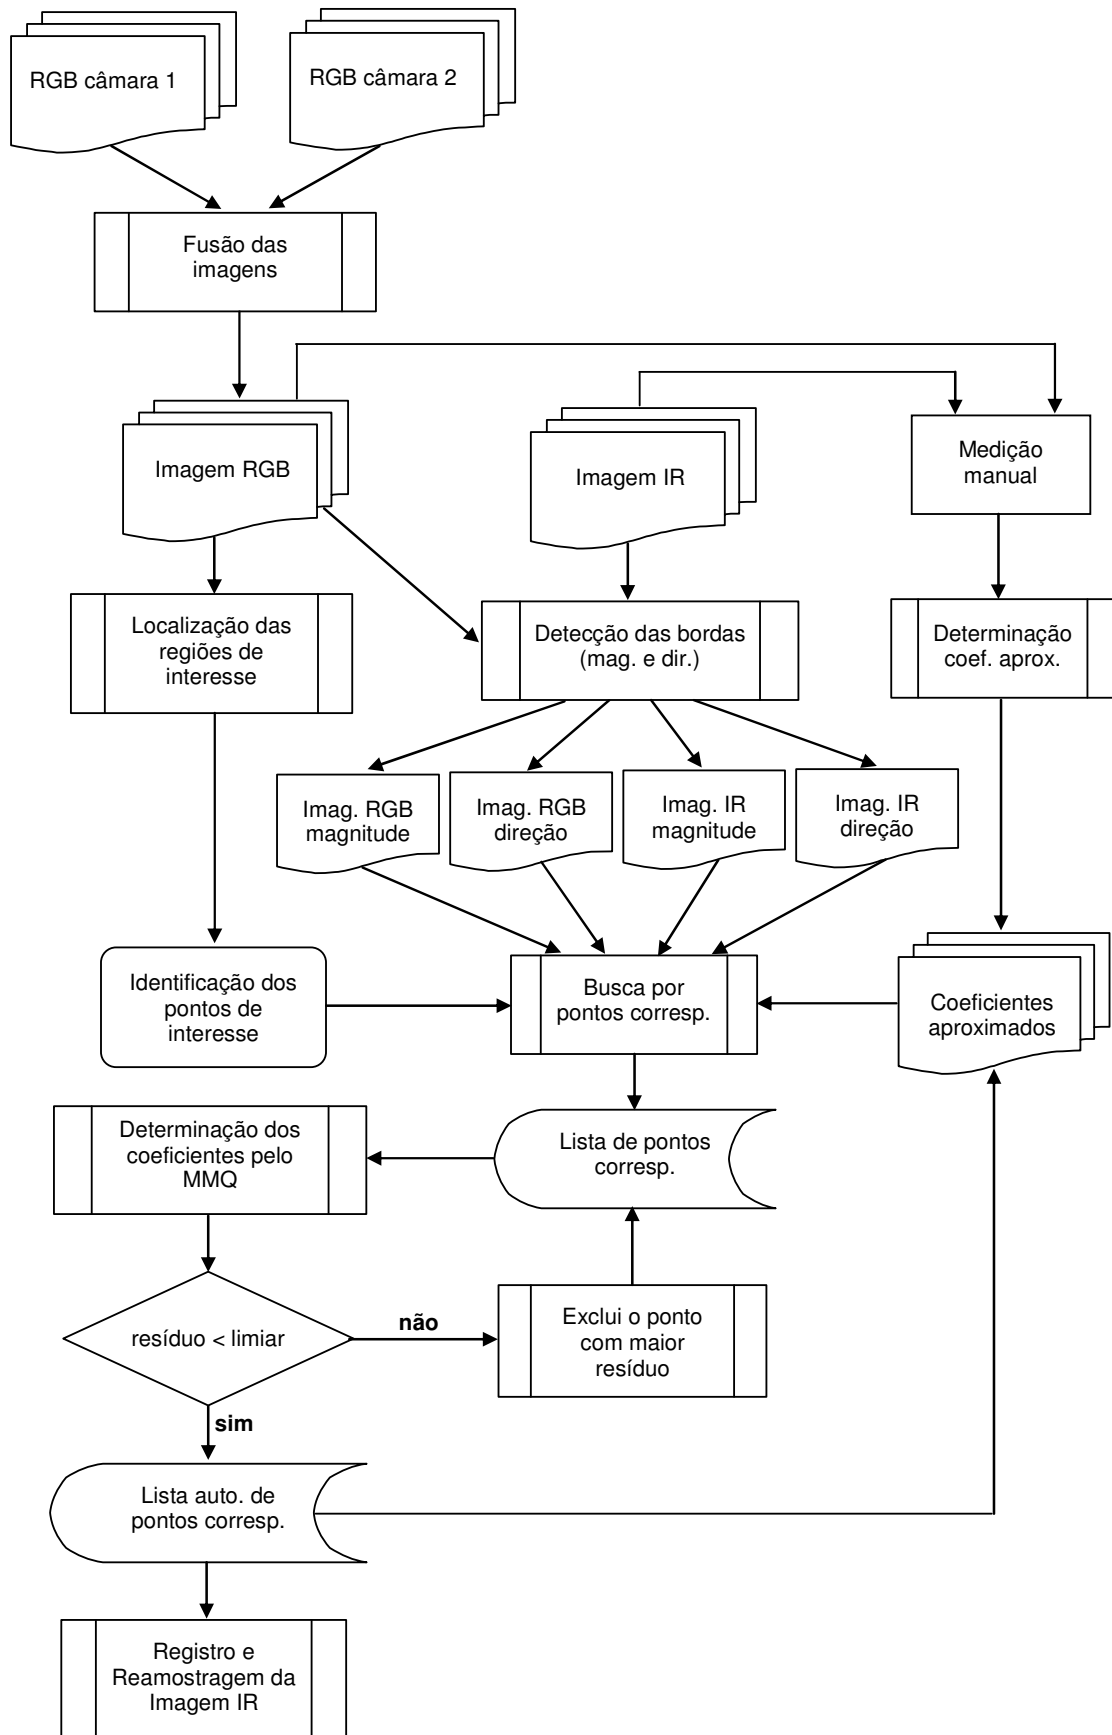 RGB câmara 1
RGB câmara 2
Fusão das
imagens
Imagem RGB
Imagem IR
Medição
manual
Localização das
regiões de
interesse
Detecção das bordas
(mag. e dir.)
Determinação
coef. aprox.
Imag. RGB
magnitude
Imag. RGB
direção
Imag. IR
magnitude
Imag. IR
direção
Identificação dos
pontos de
interesse
Busca por
pontos corresp.
Coeficientes
aproximados
Determinação dos
coeficientes pelo
MMQ
Lista de pontos
corresp.
resíduo < limiar
não
Exclui o ponto
com maior
resíduo
sim
Lista auto. de
pontos corresp.
Registro e
Reamostragem da
Imagem IR